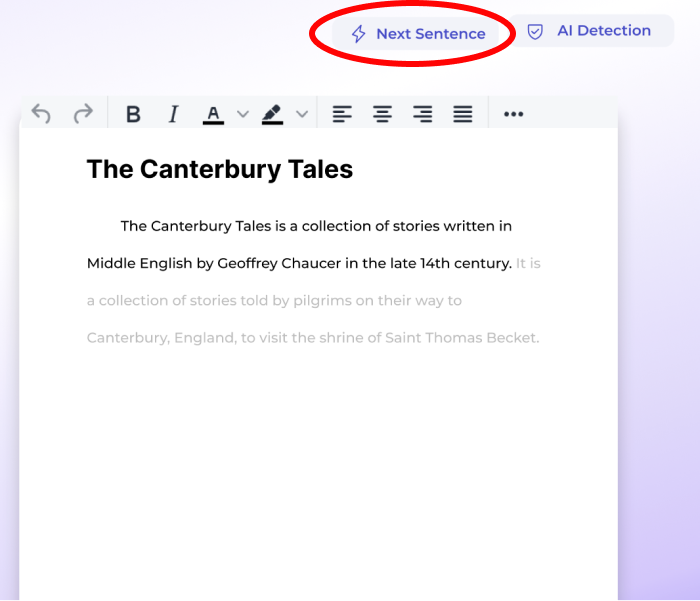 Next Sentence
AI Detection
B I A
The Canterbury Tales
The Canterbury Tales is a collection of stories written in
Middle English by Geoffrey Chaucer in the late 14th century. It is
a collection of stories told by pilgrims on their way to
Canterbury, England, to visit the shrine of Saint Thomas Becket.